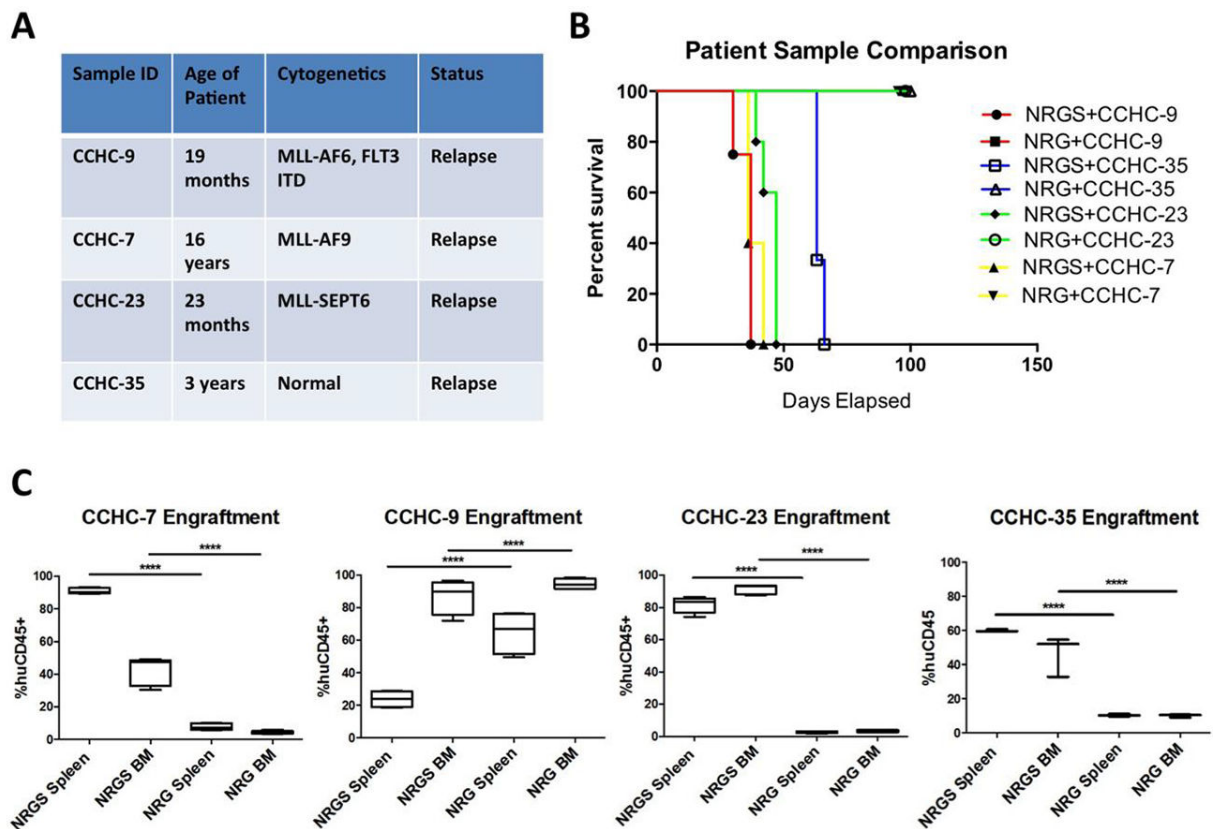 A
Sample ID Age of Patient Cytogenetics Status
CCHC-9 19 months MLL-AF6, FLT3 ITD Relapse
CCHC-7 16 years MLL-AF9 Relapse
CCHC-23 23 months MLL-SEPT6 Relapse
CCHC-35 3 years Normal Relapse
B
Patient Sample Comparison
Percent survival
100
80
60
40
20
0
0 50 100 150
Days Elapsed
NRGS+CCHC-9
NRG+CCHC-9
NRGS+CCHC-35
NRG+CCHC-35
NRGS+CCHC-23
NRG+CCHC-23
NRGS+CCHC-7
NRG+CCHC-7
C
CCHC-7 Engraftment
****
****
%huCD45+
100
80
60
40
20
0
NRGS Spleen
NRGS BM
NRG Spleen
NRG BM
CCHC-9 Engraftment
****
****
%huCD45+
100
80
60
40
20
0
NRGS Spleen
NRGS BM
NRG Spleen
NRG BM
CCHC-23 Engraftment
****
****
%huCD45+
100
80
60
40
20
0
NRGS Spleen
NRGS BM
NRG Spleen
NRG BM
CCHC-35 Engraftment
****
****
%huCD45
100
80
60
40
20
0
NRGS Spleen
NRGS BM
NRG Spleen
NRG BM